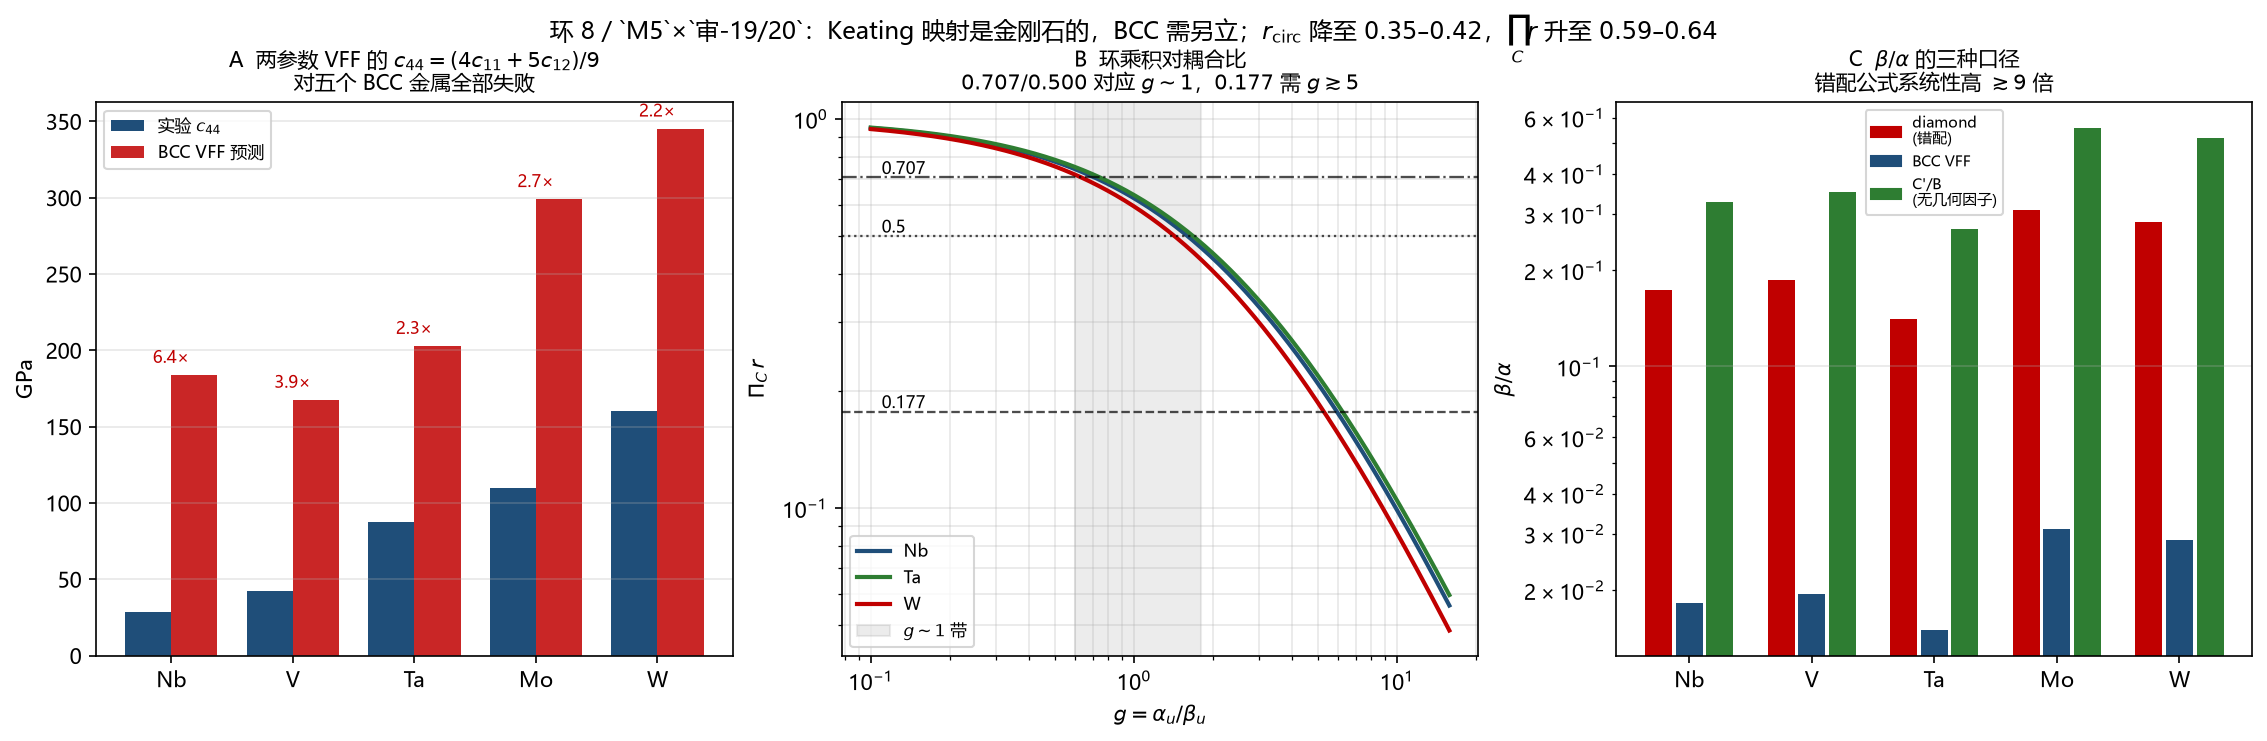 环 8 / `M5`×`审-19/20`：Keating 映射是金刚石的，BCC 需另立；r_circ 降至 0.35–0.42，∏_C r 升至 0.59–0.64
A 两参数 VFF 的 c₄₄ = (4c₁₁ + 5c₁₂)/9
对五个 BCC 金属全部失败
实验 c₄₄
BCC VFF 预测
6.4×
3.9×
2.3×
2.7×
2.2×
GPa
350
300
250
200
150
100
50
0
Nb
V
Ta
Mo
W
B 环乘积对耦合比
0.707/0.500 对应 g ~ 1，0.177 需 g ≳ 5
0.707
0.5
0.177
Π_C r
10⁰
10⁻¹
Nb
Ta
W
g ~ 1 带
10⁻¹
10⁰
10¹
g = α_u/β_u
C β/α 的三种口径
错配公式系统性高 ≳ 9 倍
diamond
(错配)
BCC VFF
C'/B
(无几何因子)
β/α
6 × 10⁻¹
4 × 10⁻¹
3 × 10⁻¹
2 × 10⁻¹
10⁻¹
6 × 10⁻²
4 × 10⁻²
3 × 10⁻²
2 × 10⁻²
Nb
V
Ta
Mo
W